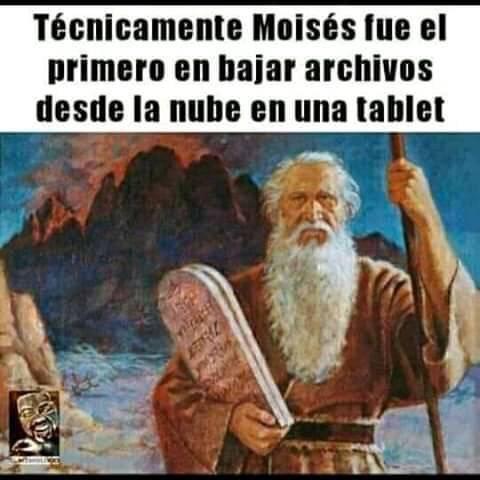 Técnicamente Moisés fue el
primero en bajar archivos
desde la nube en una tablet